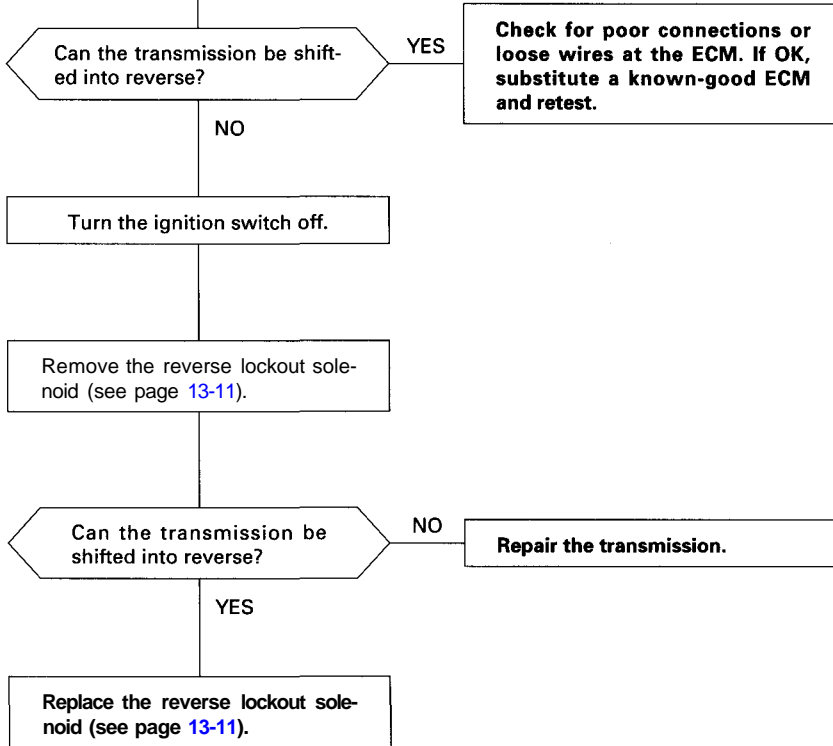 Can the transmission be shift-
ed into reverse?
YES
Check for poor connections or
loose wires at the ECM. If OK,
substitute a known-good ECM
and retest.
NO
Turn the ignition switch off.
Remove the reverse lockout sole-
noid (see page 13-11).
Can the transmission be
shifted into reverse?
NO
Repair the transmission.
YES
Replace the reverse lockout sole-
noid (see page 13-11).